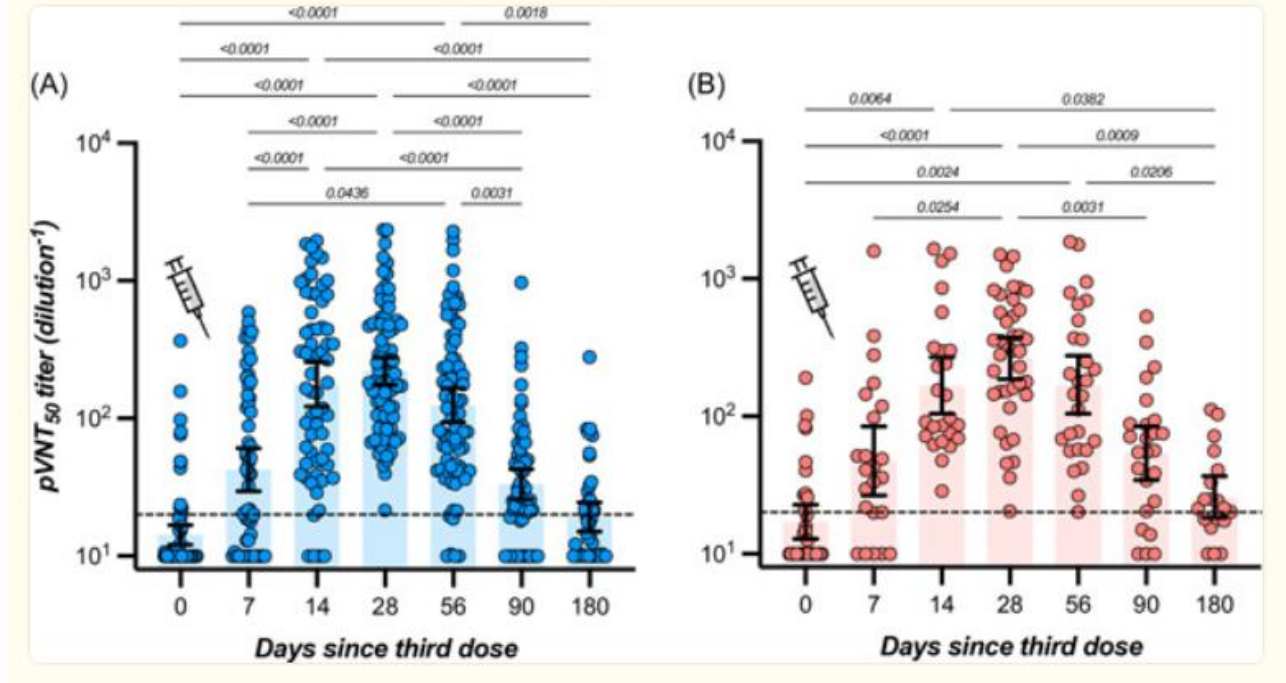 (A)
<0.0001 0.0018
<0.0001 <0.0001
<0.0001 <0.0001
<0.0001 <0.0001
<0.0001 <0.0001
0.0436 0.0031
pVNT50 titer (dilution-1)
10⁴
10³
10²
10¹
0 7 14 28 56 90 180
Days since third dose
(B)
0.0064 0.0382
<0.0001 0.0009
0.0024 0.0206
0.0254 0.0031
10⁴
10³
10²
10¹
0 7 14 28 56 90 180
Days since third dose